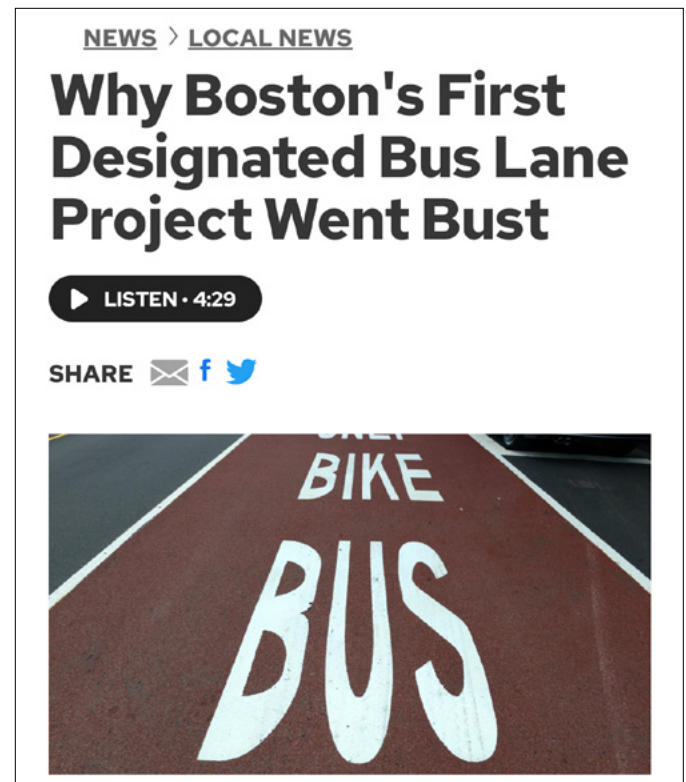 NEWS > LOCAL NEWS
Why Boston's First
Designated Bus Lane
Project Went Bust
LISTEN • 4:29
SHARE
BIKE
BUS